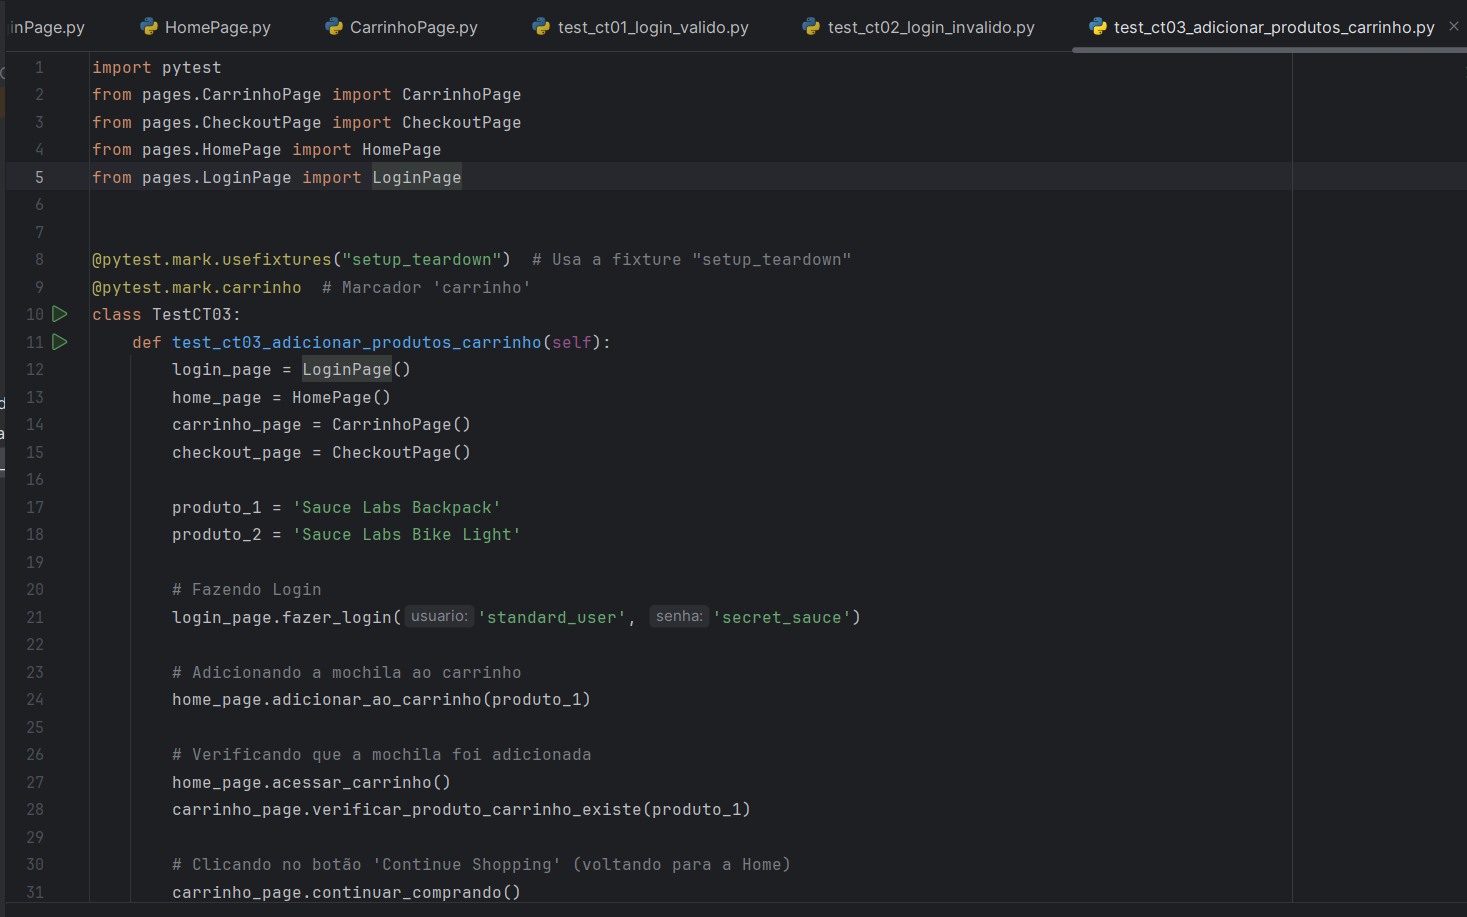 inPage.py HomePage.py CarrinhoPage.py test_ct01_login_valido.py test_ct02_login_invalido.py test_ct03_adicionar_produtos_carrinho.py ×
1 import pytest
2 from pages.CarrinhoPage import CarrinhoPage
3 from pages.CheckoutPage import CheckoutPage
4 from pages.HomePage import HomePage
5 from pages.LoginPage import LoginPage
6
7
8 @pytest.mark.usefixtures("setup_teardown")  # Usa a fixture "setup_teardown"
9 @pytest.mark.carrinho  # Marcador 'carrinho'
10 class TestCT03:
11     def test_ct03_adicionar_produtos_carrinho(self):
12         login_page = LoginPage()
13         home_page = HomePage()
14         carrinho_page = CarrinhoPage()
15         checkout_page = CheckoutPage()
16
17         produto_1 = 'Sauce Labs Backpack'
18         produto_2 = 'Sauce Labs Bike Light'
19
20         # Fazendo Login
21         login_page.fazer_login( usuario: 'standard_user', senha: 'secret_sauce')
22
23         # Adicionando a mochila ao carrinho
24         home_page.adicionar_ao_carrinho(produto_1)
25
26         # Verificando que a mochila foi adicionada
27         home_page.acessar_carrinho()
28         carrinho_page.verificar_produto_carrinho_existe(produto_1)
29
30         # Clicando no botão 'Continue Shopping' (voltando para a Home)
31         carrinho_page.continuar_comprando()